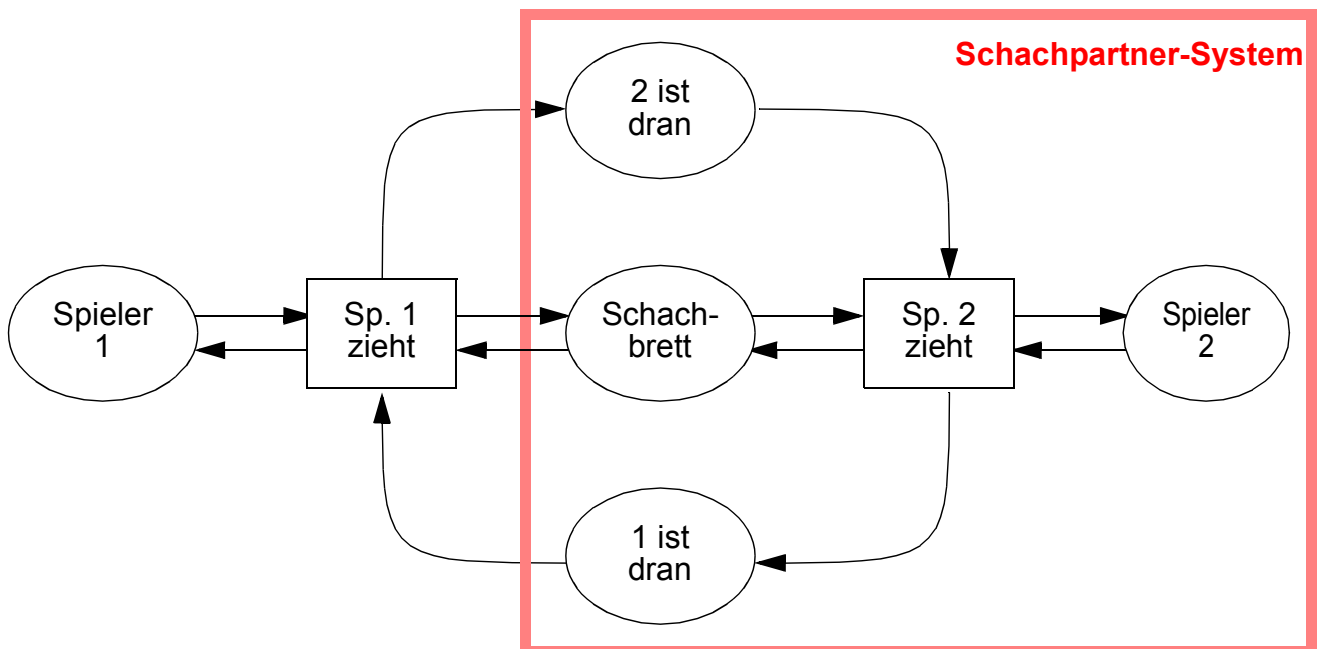 Schachpartner-System
2 ist
dran
Spieler
1
Sp. 1
zieht
Schach-
brett
Sp. 2
zieht
Spieler
2
1 ist
dran